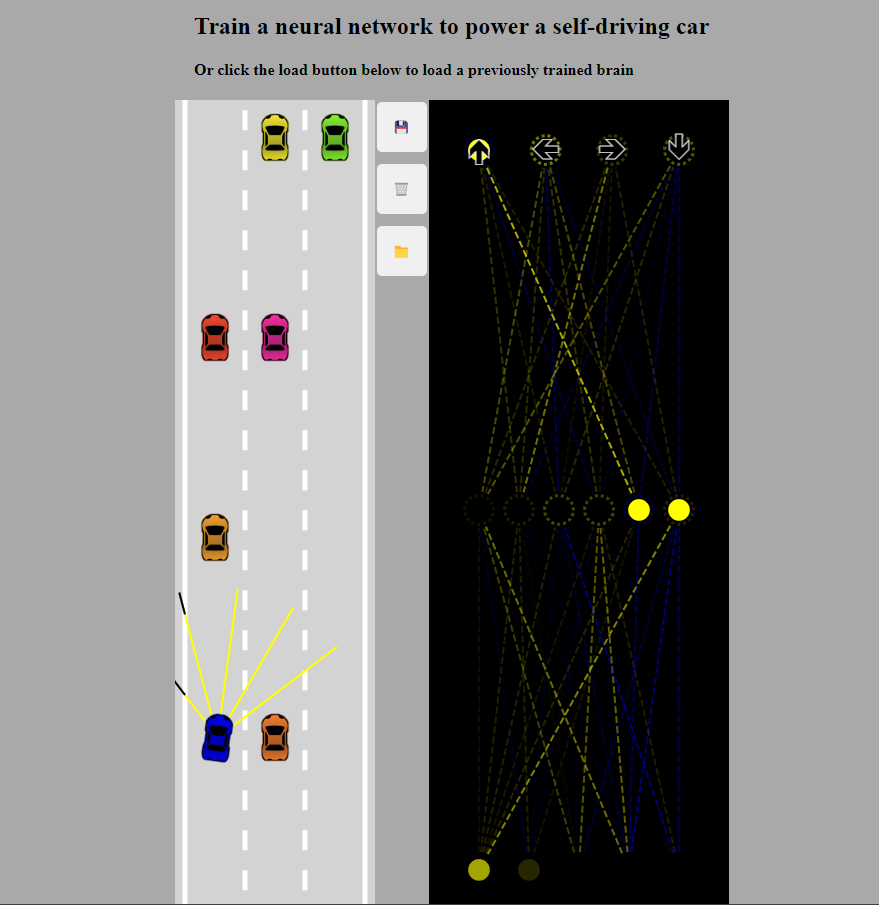 Train a neural network to power a self-driving car
Or click the load button below to load a previously trained brain